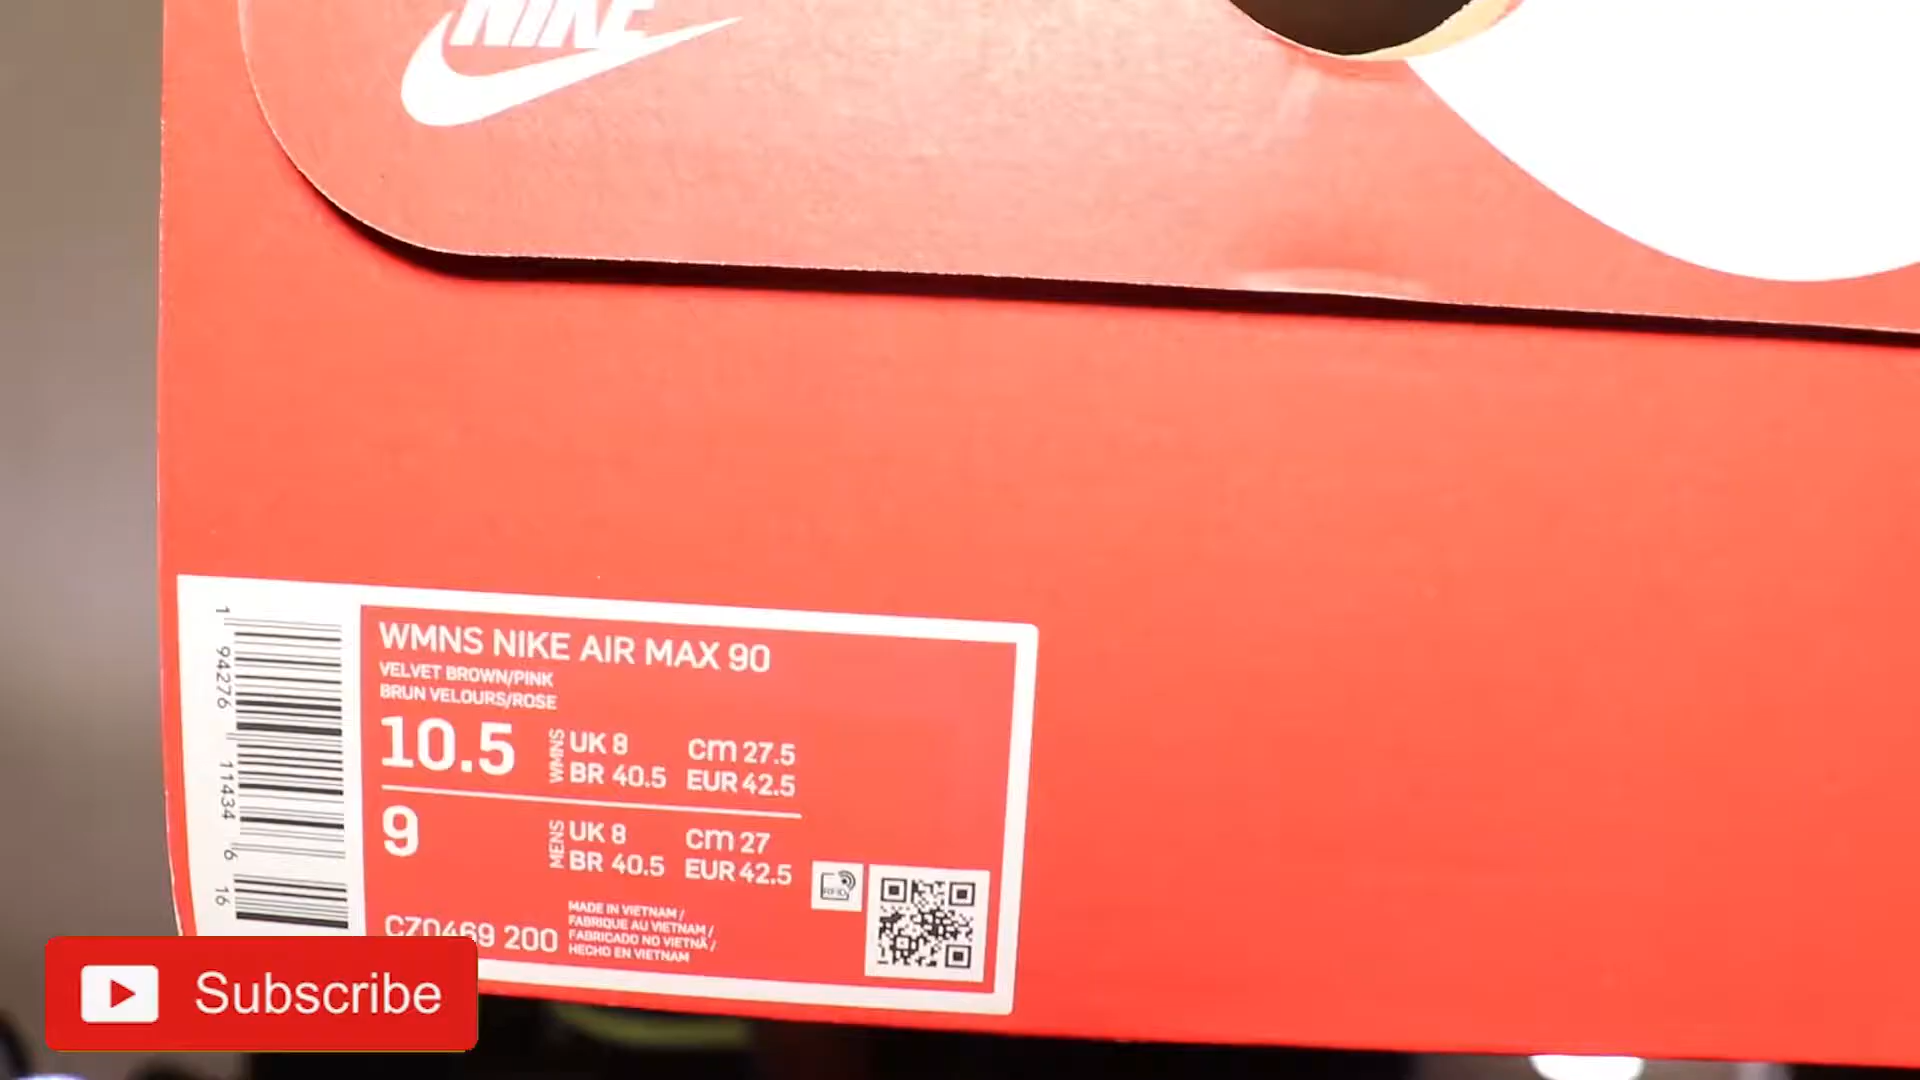 NIKE
WMNS NIKE AIR MAX 90
VELVET BROWN/PINK
BRUN VELOURS/ROSE
10.5
WMNS
UK 8
cm 27.5
BR 40.5
EUR 42.5
9
MENS
UK 8
cm 27
BR 40.5
EUR 42.5
CZ0469 200
MADE IN VIETNAM /
FABRIQUE AU VIETNAM /
FABRICADO NO VIETNÃ /
HECHO EN VIETNAM
RFID
1 94276 11434 6 16
Subscribe